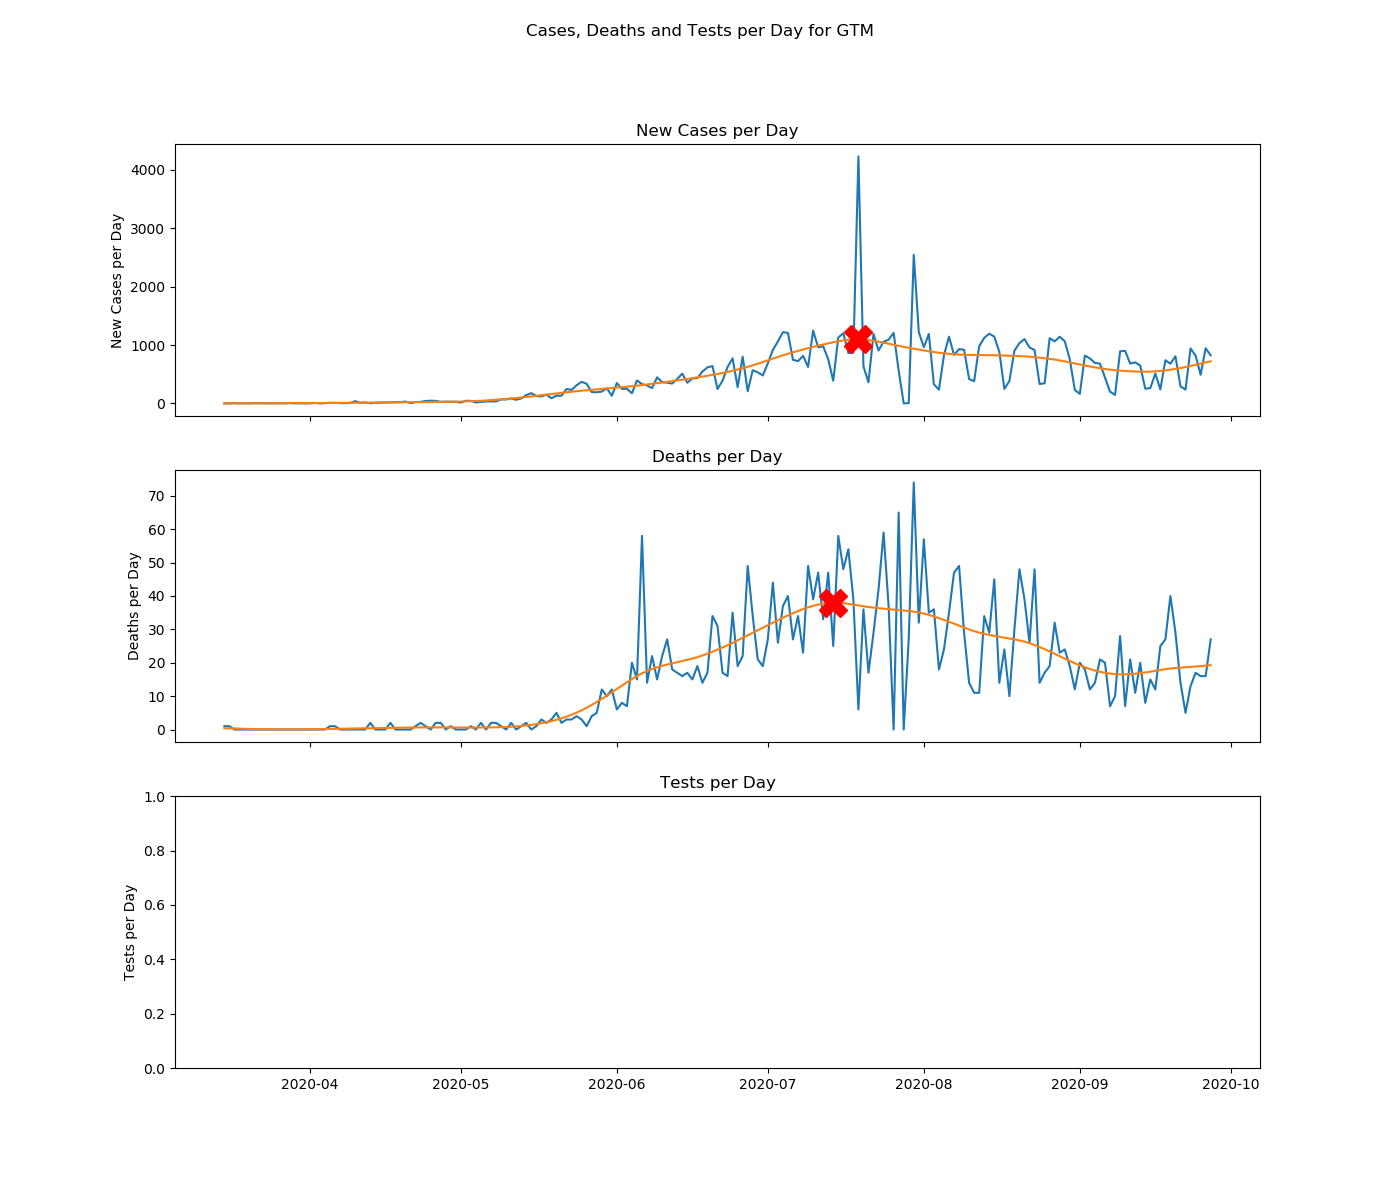 Cases, Deaths and Tests per Day for GTM
New Cases per Day
New Cases per Day
4000
3000
2000
1000
0
Deaths per Day
Deaths per Day
70
60
50
40
30
20
10
0
Tests per Day
Tests per Day
1.0
0.8
0.6
0.4
0.2
0.0
2020-04 2020-05 2020-06 2020-07 2020-08 2020-09 2020-10